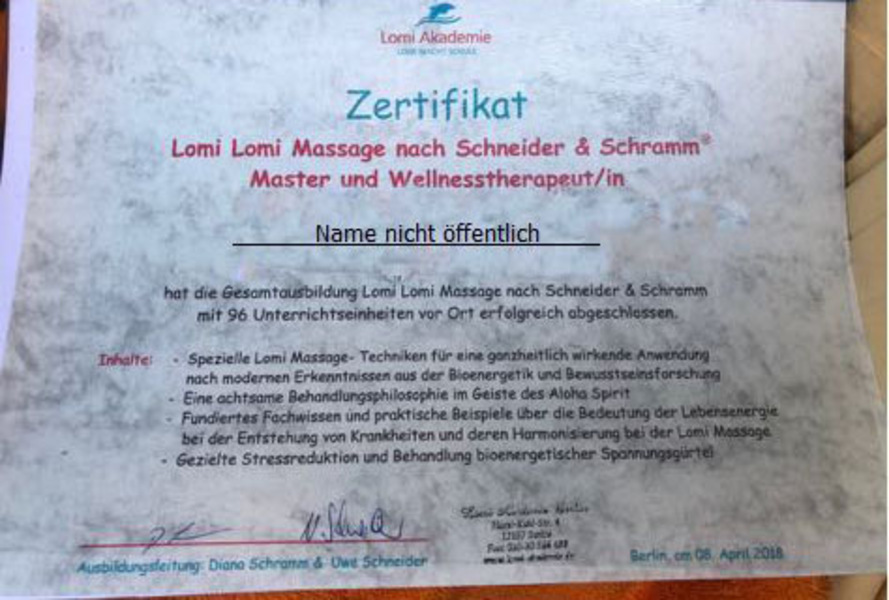 Lomi Akademie
Zertifikat
Lomi Lomi Massage nach Schneider & Schramm®
Master und Wellnesstherapeut/in
Name nicht öffentlich
hat die Gesamtausbildung Lomi Lomi Massage nach Schneider & Schramm
mit 96 Unterrichtseinheiten vor Ort erfolgreich abgeschlossen.
Inhalte: - Spezielle Lomi Massage- Techniken für eine ganzheitlich wirkende Anwendung
nach modernen Erkenntnissen aus der Bioenergetik und Bewusstseinsforschung
- Eine achtsame Behandlungsphilosophie im Geiste des Aloha Spirit
- Fundiertes Fachwissen und praktische Beispiele über die Bedeutung der Lebensenergie
bei der Entstehung von Krankheiten und deren Harmonisierung bei der Lomi Massage
- Gezielte Stressreduktion und Behandlung bioenergetischer Spannungsgürtel
Ausbildungsleitung: Diana Schramm & Uwe Schneider
Berlin, am 08. April 2018